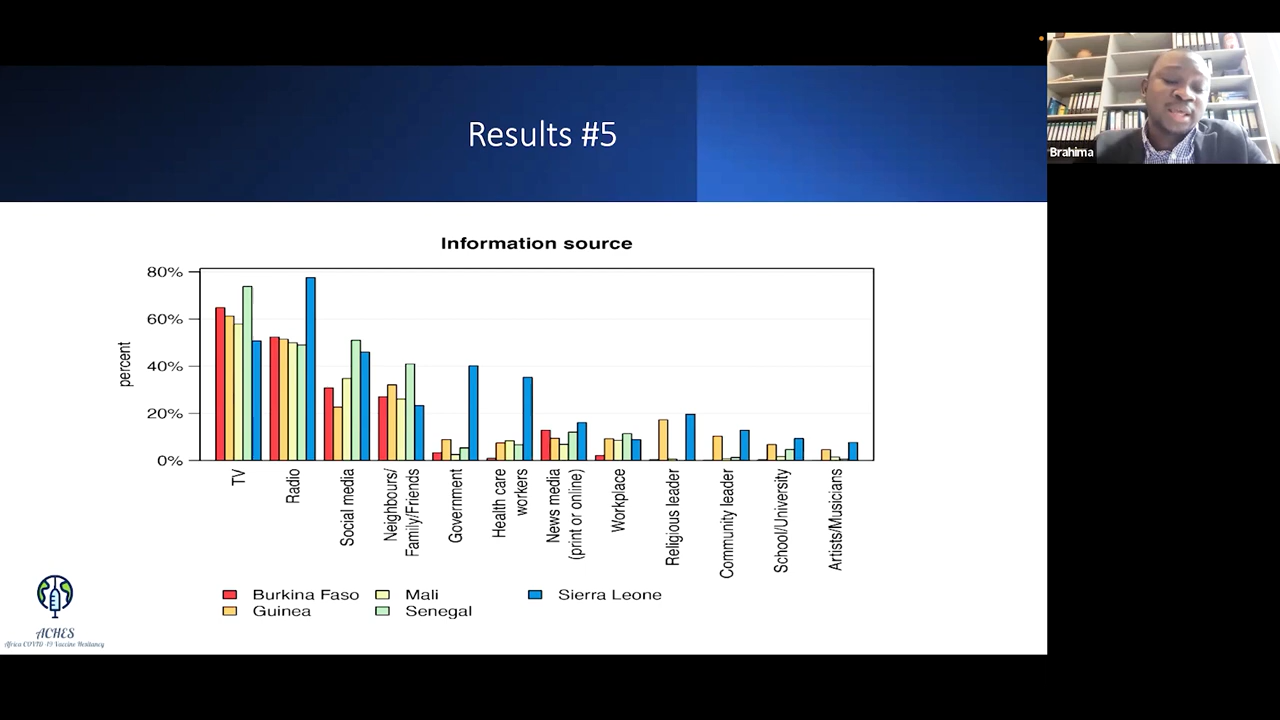 Results #5
Brahima
Information source
percent
80%
60%
40%
20%
0%
TV
Radio
Social media
Neighbours/
Family/Friends
Government
Health care
workers
News media
(print or online)
Workplace
Religious leader
Community leader
School/University
Artists/Musicians
Burkina Faso
Mali
Sierra Leone
Guinea
Senegal
ACHES
Africa COVID-19 Vaccine Hesitancy